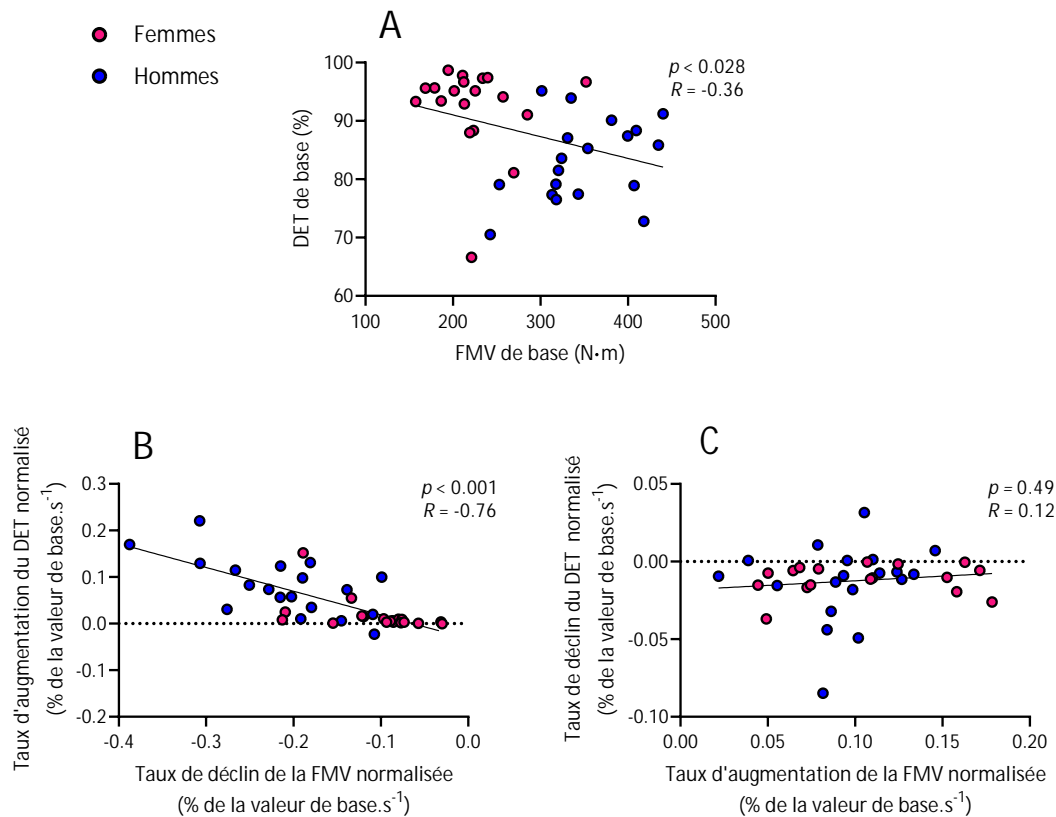 Femmes
Hommes
A
p < 0.028
R = -0.36
DET de base (%)
100
90
80
70
60
100 200 300 400 500
FMV de base (N·m)
B
p < 0.001
R = -0.76
Taux d'augmentation du DET normalisé
(% de la valeur de base.s-1)
0.3
0.2
0.1
0.0
-0.1
-0.2
-0.4 -0.3 -0.2 -0.1 0.0
Taux de déclin de la FMV normalisée
(% de la valeur de base.s-1)
C
p = 0.49
R = 0.12
Taux de déclin du DET normalisé
(% de la valeur de base.s-1)
0.05
0.00
-0.05
-0.10
0.00 0.05 0.10 0.15 0.20
Taux d'augmentation de la FMV normalisée
(% de la valeur de base.s-1)